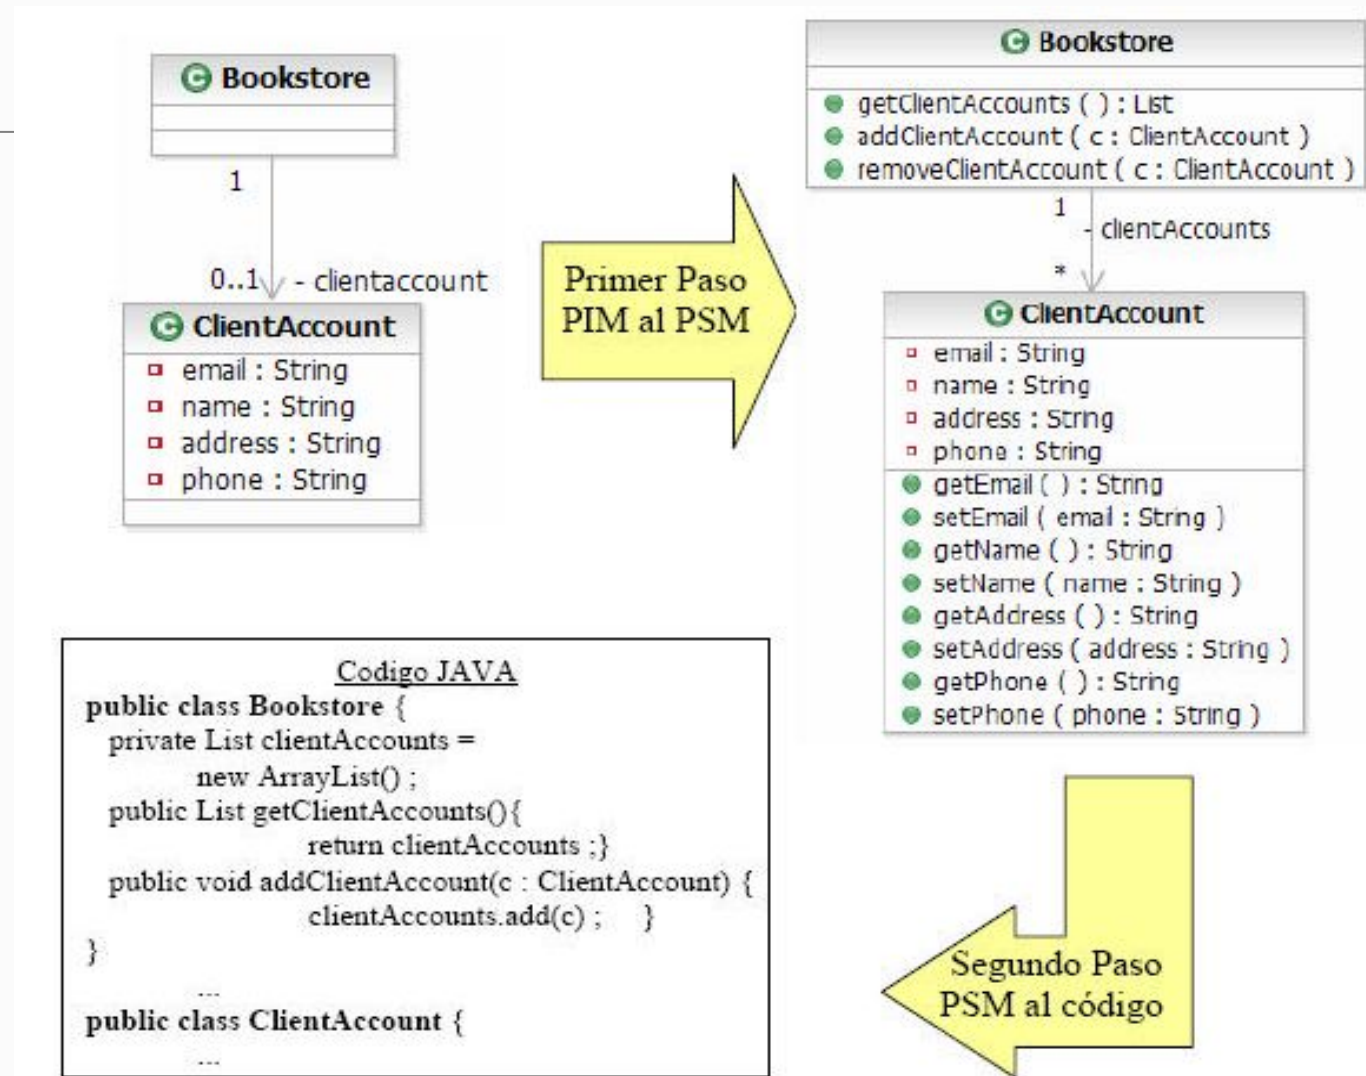 Bookstore
1
0..1
- clientaccount
ClientAccount
email : String
name : String
address : String
phone : String
Primer Paso
PIM al PSM
Bookstore
getClientAccounts ( ) : List
addClientAccount ( c : ClientAccount )
removeClientAccount ( c : ClientAccount )
1
- clientAccounts
*
ClientAccount
email : String
name : String
address : String
phone : String
getEmail ( ) : String
setEmail ( email : String )
getName ( ) : String
setName ( name : String )
getAddress ( ) : String
setAddress ( address : String )
getPhone ( ) : String
setPhone ( phone : String )
Segundo Paso
PSM al código
Codigo JAVA
public class Bookstore {
private List clientAccounts =
new ArrayList() ;
public List getClientAccounts(){
return clientAccounts ;}
public void addClientAccount(c : ClientAccount) {
clientAccounts.add(c) ; }
}
...
public class ClientAccount {
...